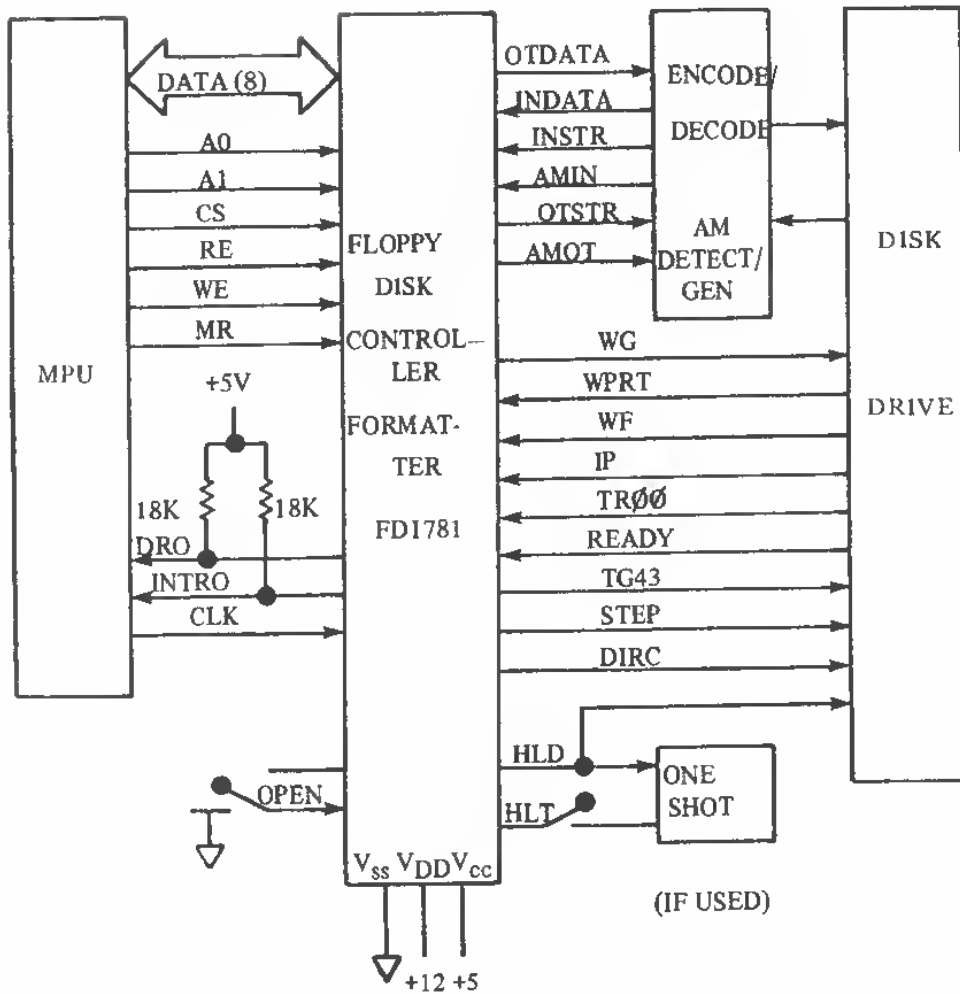 MPU
DATA (8)
A0
A1
CS
RE
WE
MR
+5V
18K
18K
DRO
INTRO
CLK
OPEN
FLOPPY
DISK
CONTROL-
LER
FORMAT-
TER
FD1781
Vss VDD Vcc
+12 +5
OTDATA
INDATA
INSTR
AMIN
OTSTR
AMOT
ENCODE/
DECODE
AM
DETECT/
GEN
WG
WPRT
WF
IP
TRØØ
READY
TG43
STEP
DIRC
HLD
HLT
ONE
SHOT
(IF USED)
DISK
DRIVE